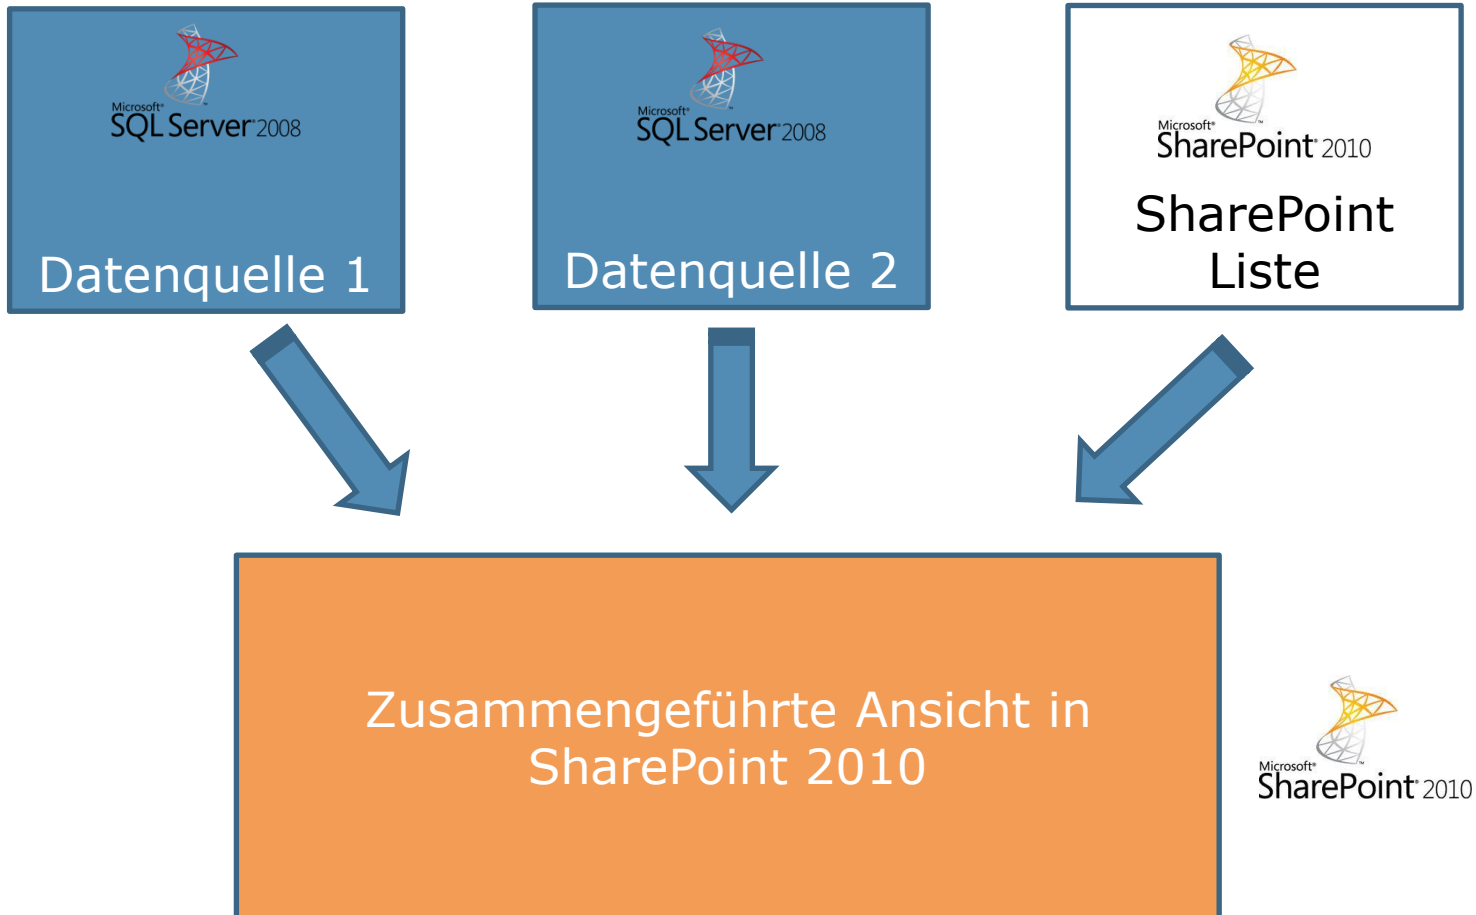 Microsoft®
SQL Server® 2008
Datenquelle 1
Microsoft®
SQL Server® 2008
Datenquelle 2
Microsoft®
SharePoint® 2010
SharePoint
Liste
Zusammengeführte Ansicht in
SharePoint 2010
Microsoft®
SharePoint® 2010